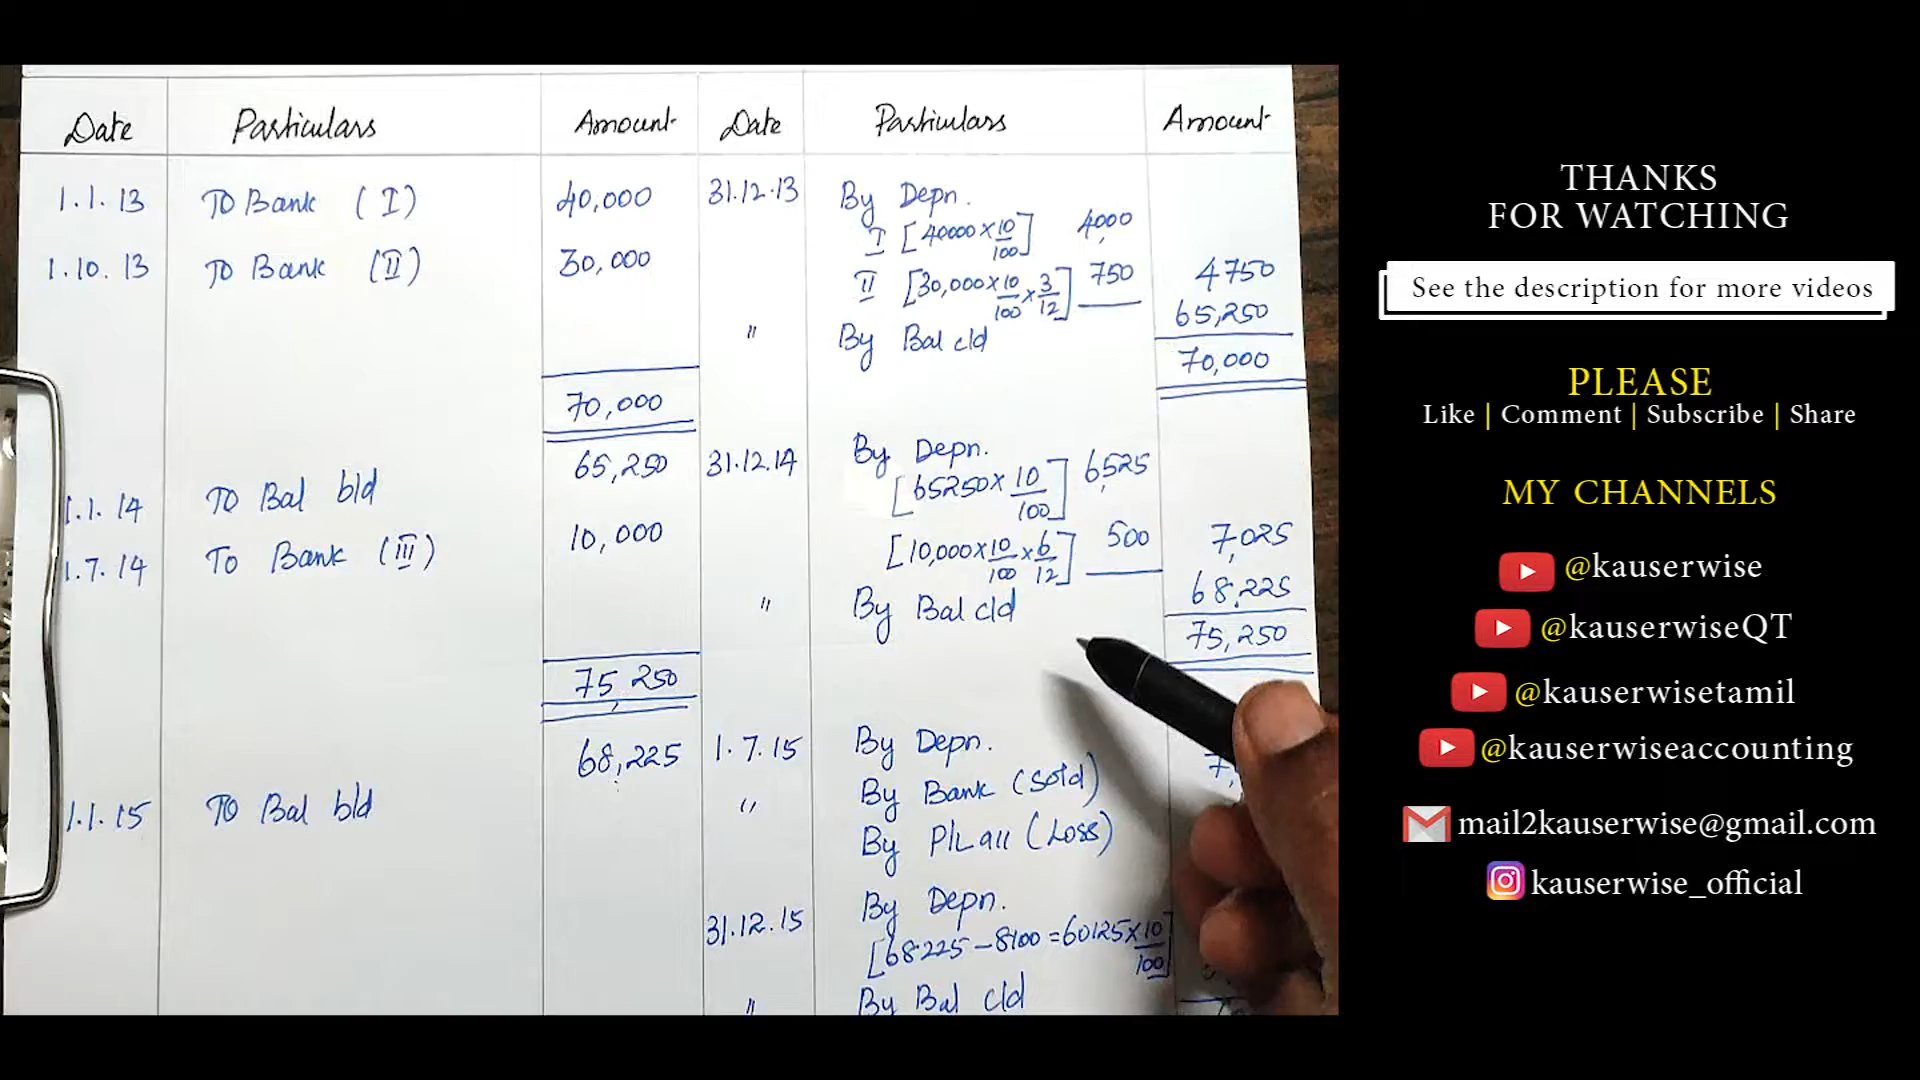 Date Particulars Amount Date Particulars Amount
1.1.13 To Bank (I) 40,000 31.12.13 By Depn.
I [40000 x 10/100] 4000
1.10.13 To Bank (II) 30,000
II [30,000 x 10/100 x 3/12] 750 4750
" By Bal c/d 65,250
70,000 70,000
1.1.14 To Bal b/d 65,250 31.12.14 By Depn.
[65250 x 10/100] 6,525
1.7.14 To Bank (III) 10,000
[10,000 x 10/100 x 6/12] 500 7,025
" By Bal c/d 68,225
75,250 75,250
1.1.15 To Bal b/d 68,225 1.7.15 By Depn.
" By Bank (Sold) 7,
By P/L a/c (Loss)
31.12.15 By Depn.
[68225 - 8100 = 60125 x 10/100]
" By Bal c/d
THANKS
FOR WATCHING
See the description for more videos
PLEASE
Like | Comment | Subscribe | Share
MY CHANNELS
@kauserwise
@kauserwiseQT
@kauserwisetamil
@kauserwiseaccounting
mail2kauserwise@gmail.com
kauserwise_official